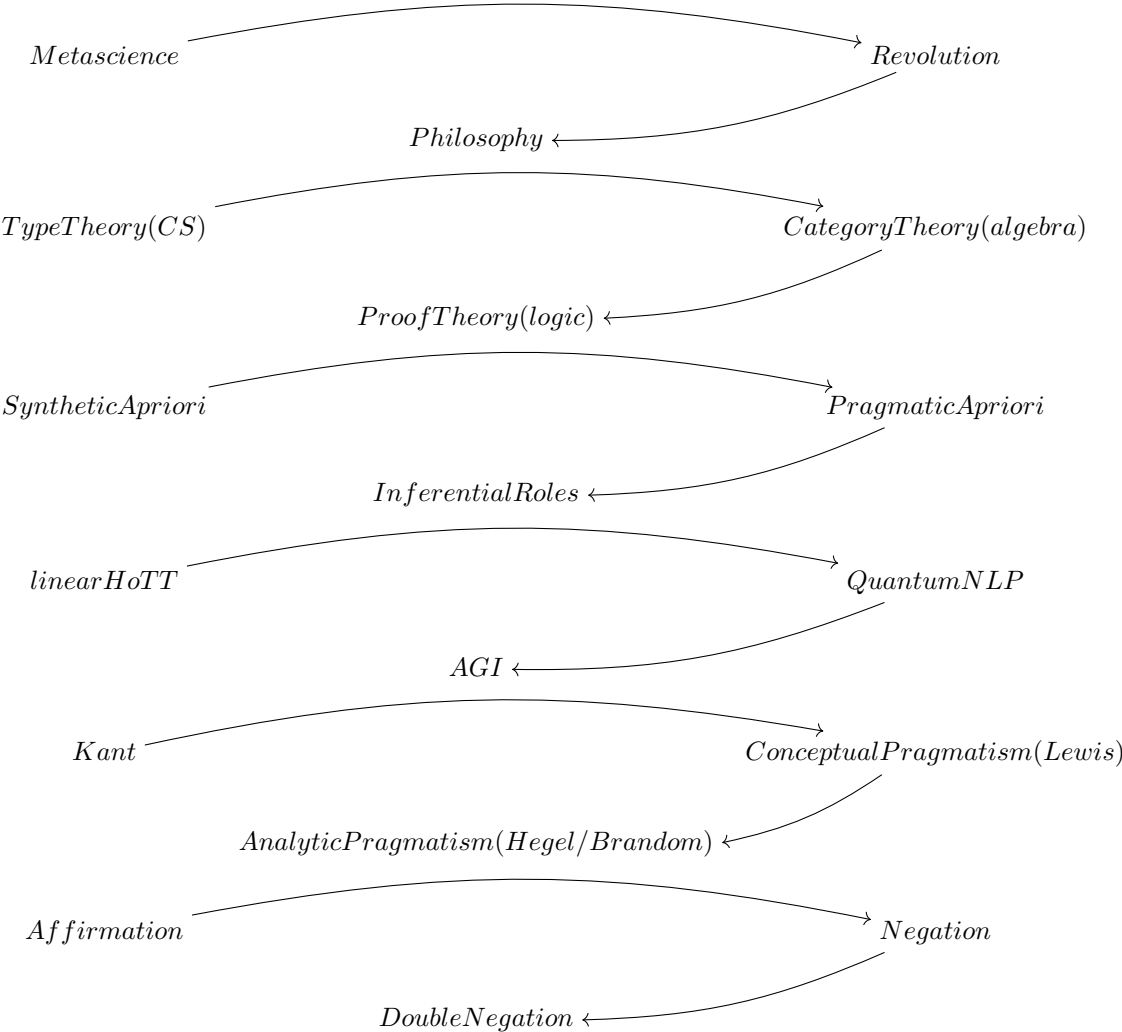 Metascience
Revolution
Philosophy
TypeTheory(CS)
CategoryTheory(algebra)
ProofTheory(logic)
SyntheticApriori
PragmaticApriori
InferentialRoles
linearHoTT
QuantumNLP
AGI
Kant
ConceptualPragmatism(Lewis)
AnalyticPragmatism(Hegel/Brandom)
Affirmation
Negation
DoubleNegation